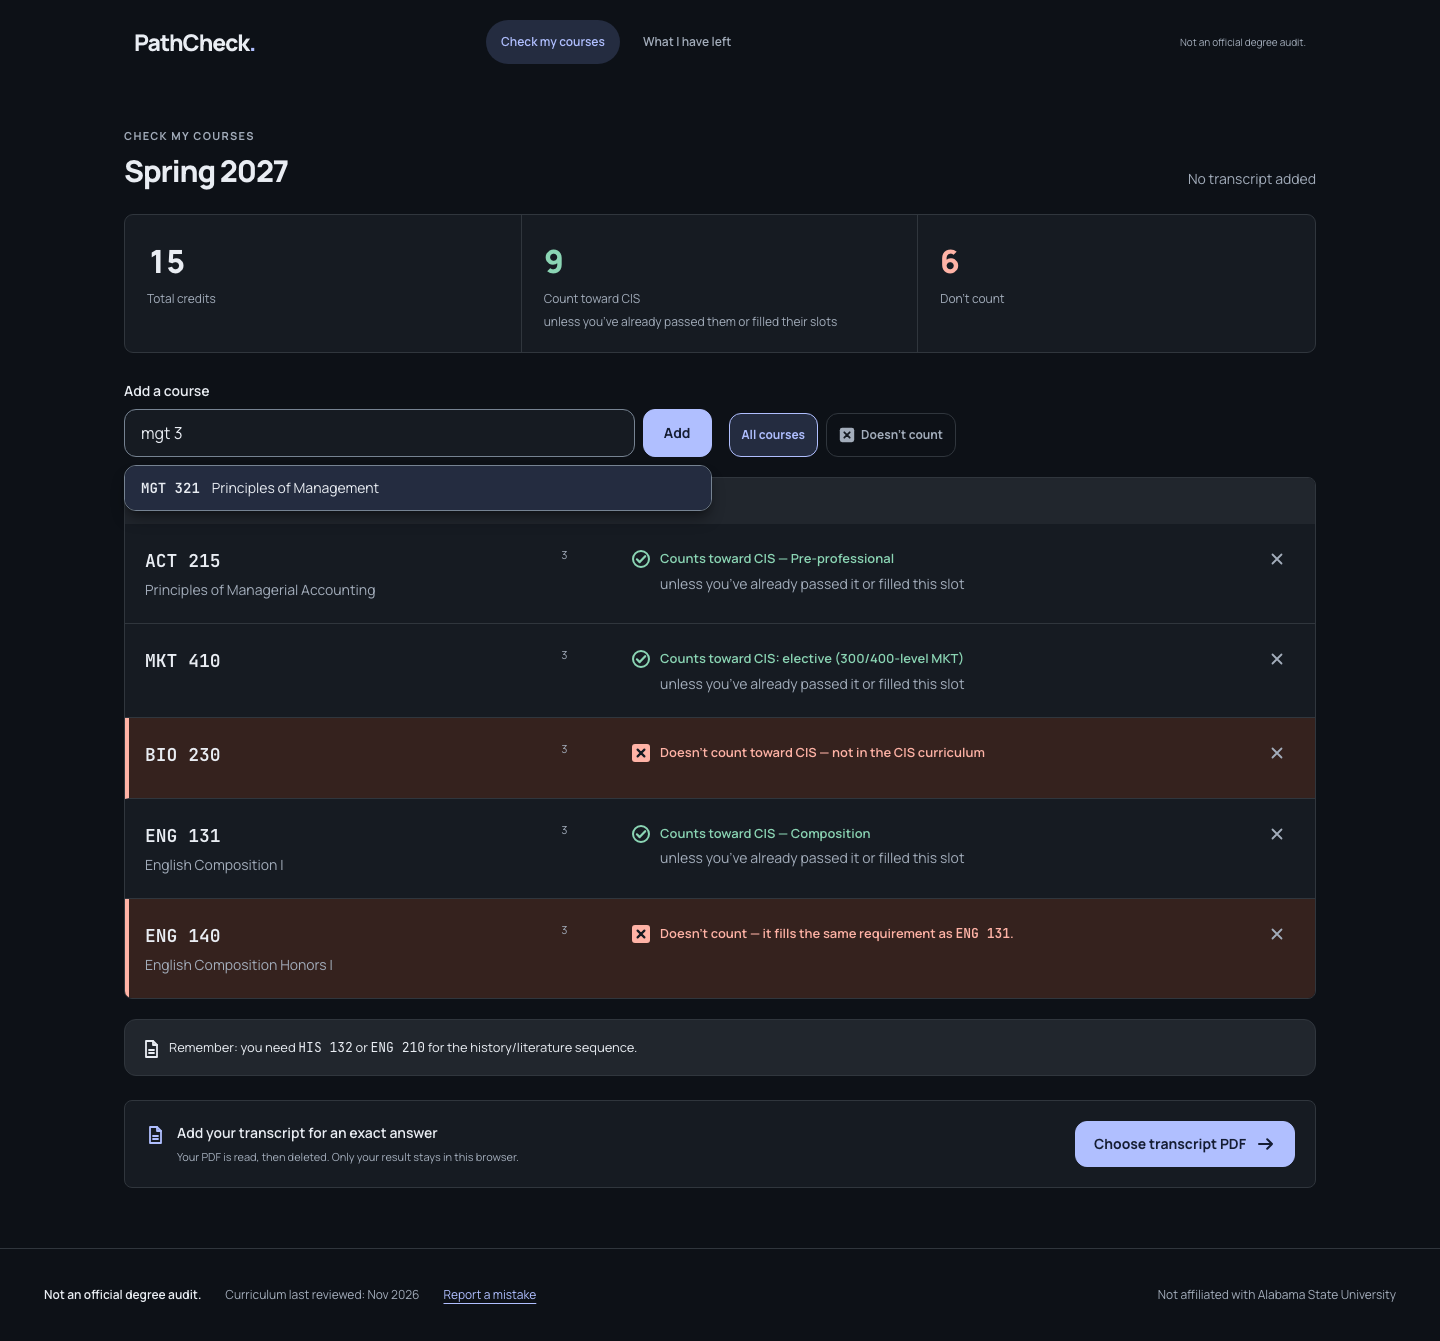 PathCheck.
Check my courses
What I have left
Not an official degree audit.
CHECK MY COURSES
Spring 2027
No transcript added
15
Total credits
9
Count toward CIS
unless you've already passed them or filled their slots
6
Don't count
Add a course
mgt 3
Add
All courses
Doesn't count
MGT 321 Principles of Management
ACT 215
3
Counts toward CIS — Pre-professional
Principles of Managerial Accounting
unless you've already passed it or filled this slot
MKT 410
3
Counts toward CIS: elective (300/400-level MKT)
unless you've already passed it or filled this slot
BIO 230
3
Doesn't count toward CIS — not in the CIS curriculum
ENG 131
3
Counts toward CIS — Composition
English Composition I
unless you've already passed it or filled this slot
ENG 140
3
Doesn't count — it fills the same requirement as ENG 131.
English Composition Honors I
Remember: you need HIS 132 or ENG 210 for the history/literature sequence.
Add your transcript for an exact answer
Your PDF is read, then deleted. Only your result stays in this browser.
Choose transcript PDF
Not an official degree audit.
Curriculum last reviewed: Nov 2026
Report a mistake
Not affiliated with Alabama State University